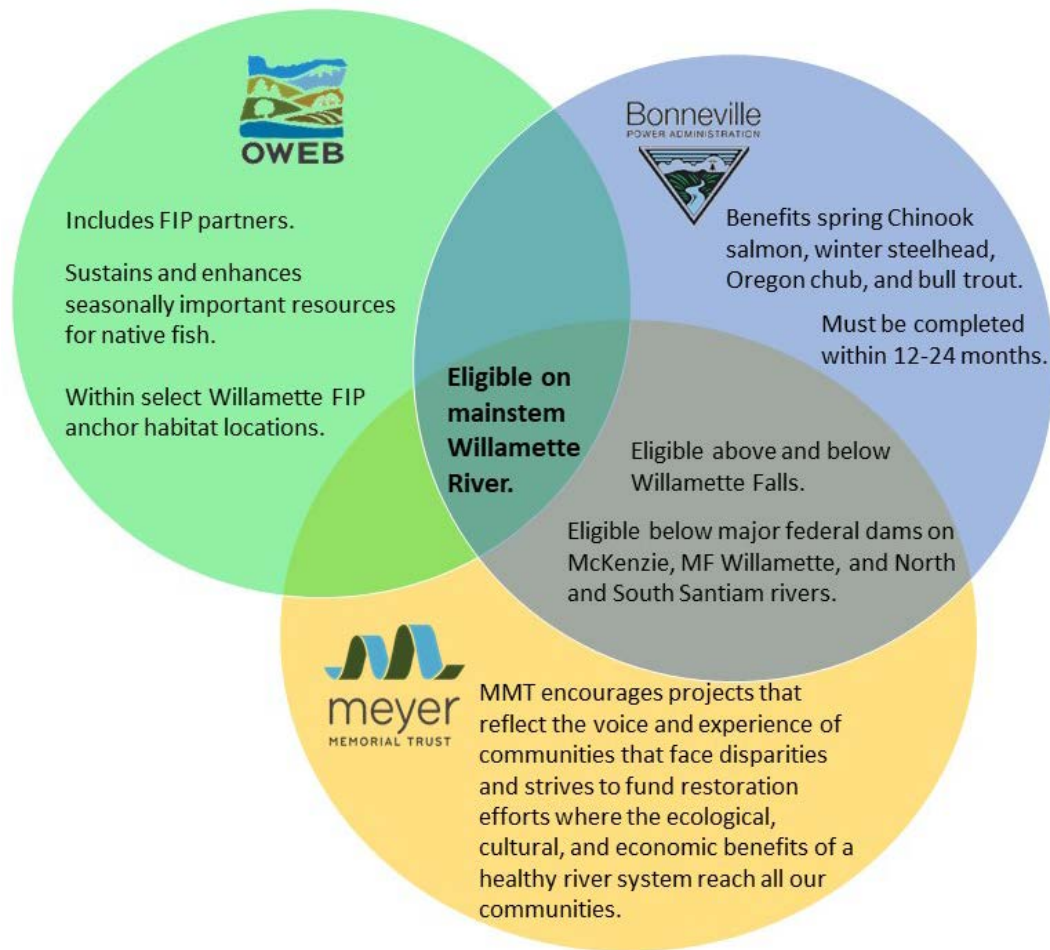 OWEB
Includes FIP partners.
Sustains and enhances
seasonally important resources
for native fish.
Within select Willamette FIP
anchor habitat locations.
Bonneville
POWER ADMINISTRATION
Benefits spring Chinook
salmon, winter steelhead,
Oregon chub, and bull trout.
Must be completed
within 12-24 months.
Eligible on
mainstem
Willamette
River.
Eligible above and below
Willamette Falls.
Eligible below major federal dams on
McKenzie, MF Willamette, and North
and South Santiam rivers.
meyer
MEMORIAL TRUST
MMT encourages projects that
reflect the voice and experience of
communities that face disparities
and strives to fund restoration
efforts where the ecological,
cultural, and economic benefits of a
healthy river system reach all our
communities.